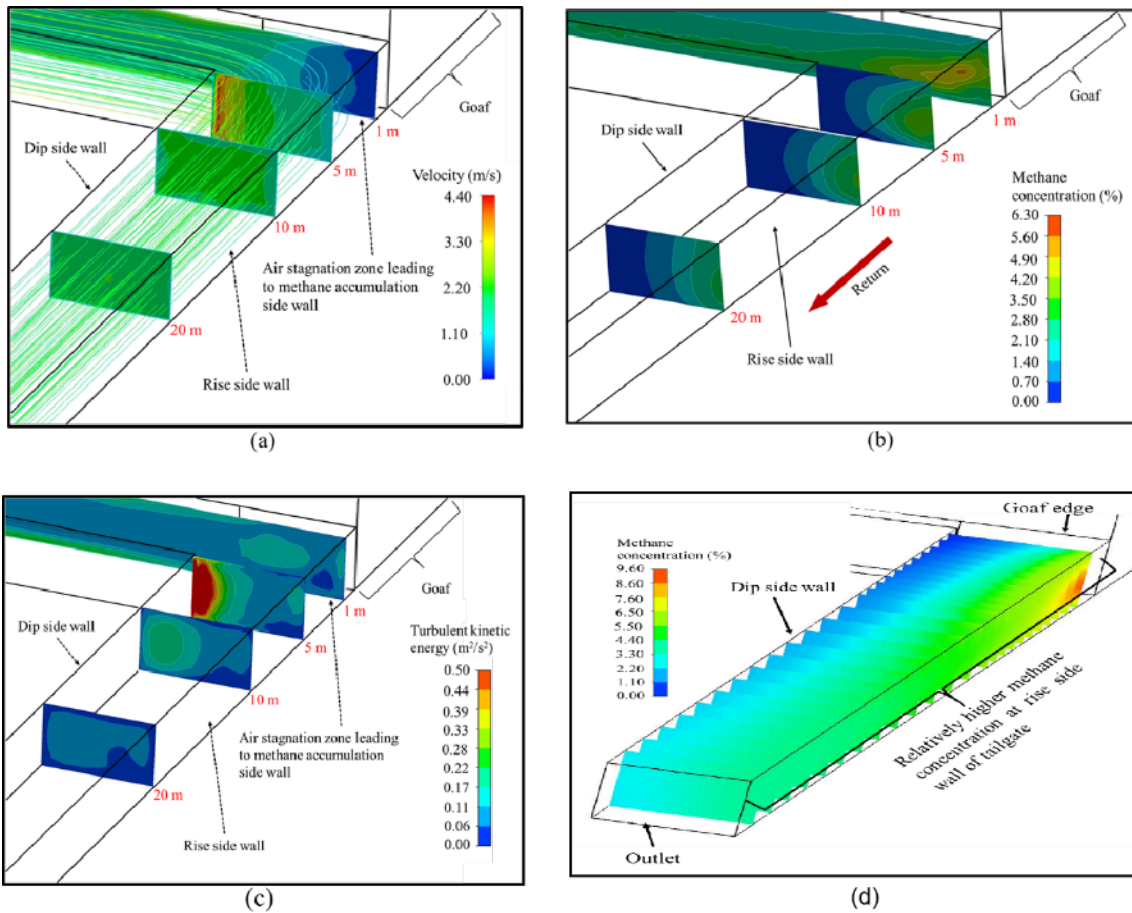 Dip side wall
Goaf
1 m
5 m
10 m
20 m
Velocity (m/s)
4.40
3.30
2.20
1.10
0.00
Air stagnation zone leading
to methane accumulation
side wall
Rise side wall
(a)
Goaf
Dip side wall
1 m
5 m
10 m
20 m
Methane
concentration (%)
6.30
5.60
4.90
4.20
3.50
2.80
2.10
1.40
0.70
0.00
Return
Rise side wall
(b)
Goaf
Dip side wall
1 m
5 m
10 m
20 m
Turbulent kinetic
energy (m²/s²)
0.50
0.44
0.39
0.33
0.28
0.22
0.17
0.11
0.06
0.00
Air stagnation zone leading
to methane accumulation
side wall
Rise side wall
(c)
Goaf edge
Methane
concentration (%)
9.60
8.60
7.60
6.50
5.50
4.40
3.30
2.20
1.10
0.00
Dip side wall
Relatively higher methane
concentration at rise side
wall of tailgate
Outlet
(d)